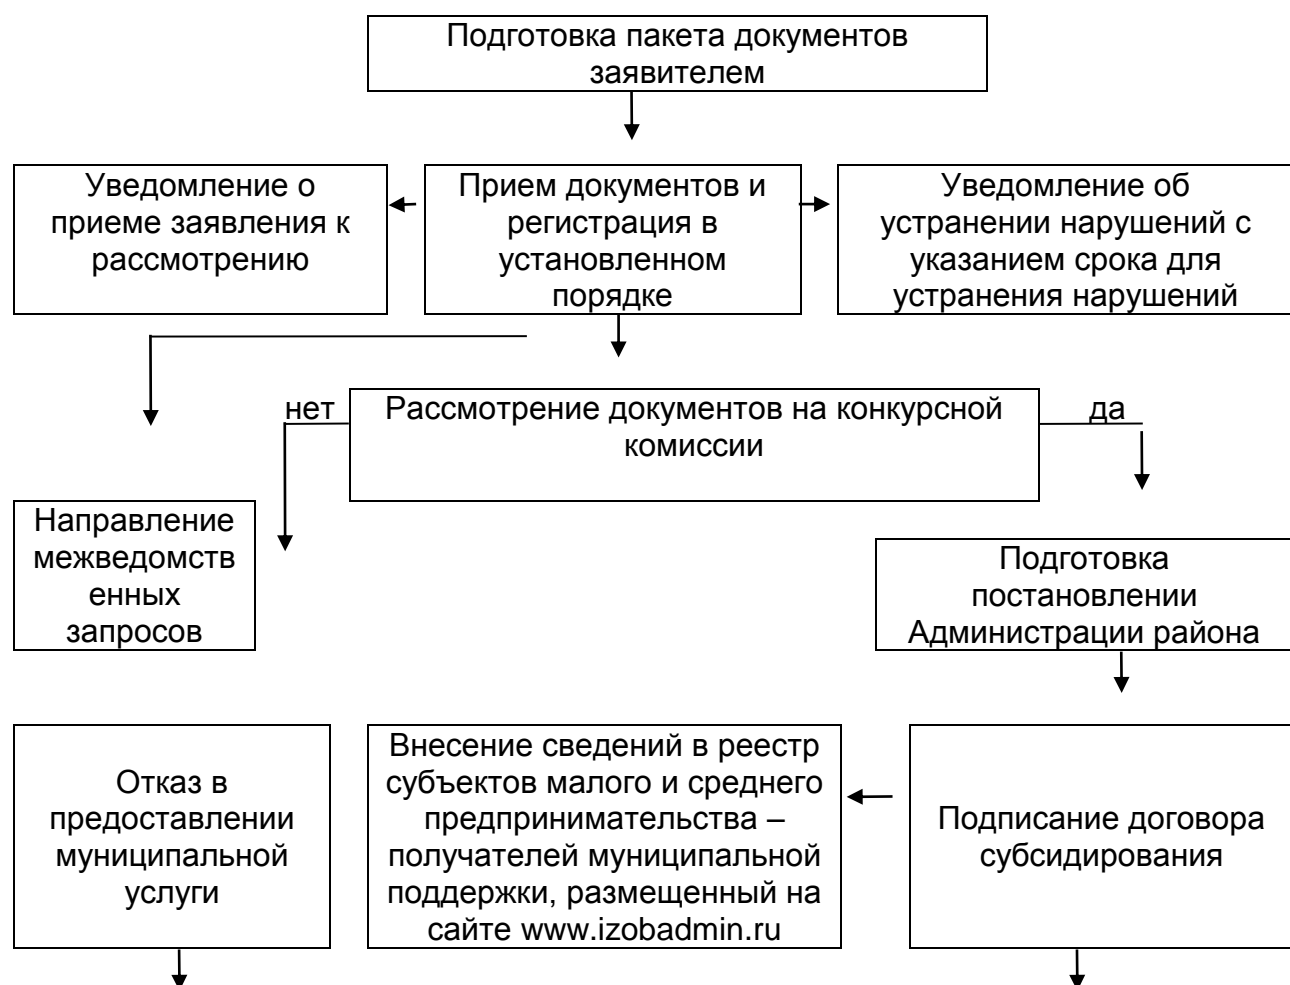 Подготовка пакета документов
заявителем
Уведомление о
приеме заявления к
рассмотрению
Прием документов и
регистрация в
установленном
порядке
Уведомление об
устранении нарушений с
указанием срока для
устранения нарушений
нет
Рассмотрение документов на конкурсной
комиссии
да
Направление
межведомств
енных
запросов
Подготовка
постановлении
Администрации района
Отказ в
предоставлении
муниципальной
услуги
Внесение сведений в реестр
субъектов малого и среднего
предпринимательства –
получателей муниципальной
поддержки, размещенный на
сайте www.izobadmin.ru
Подписание договора
субсидирования